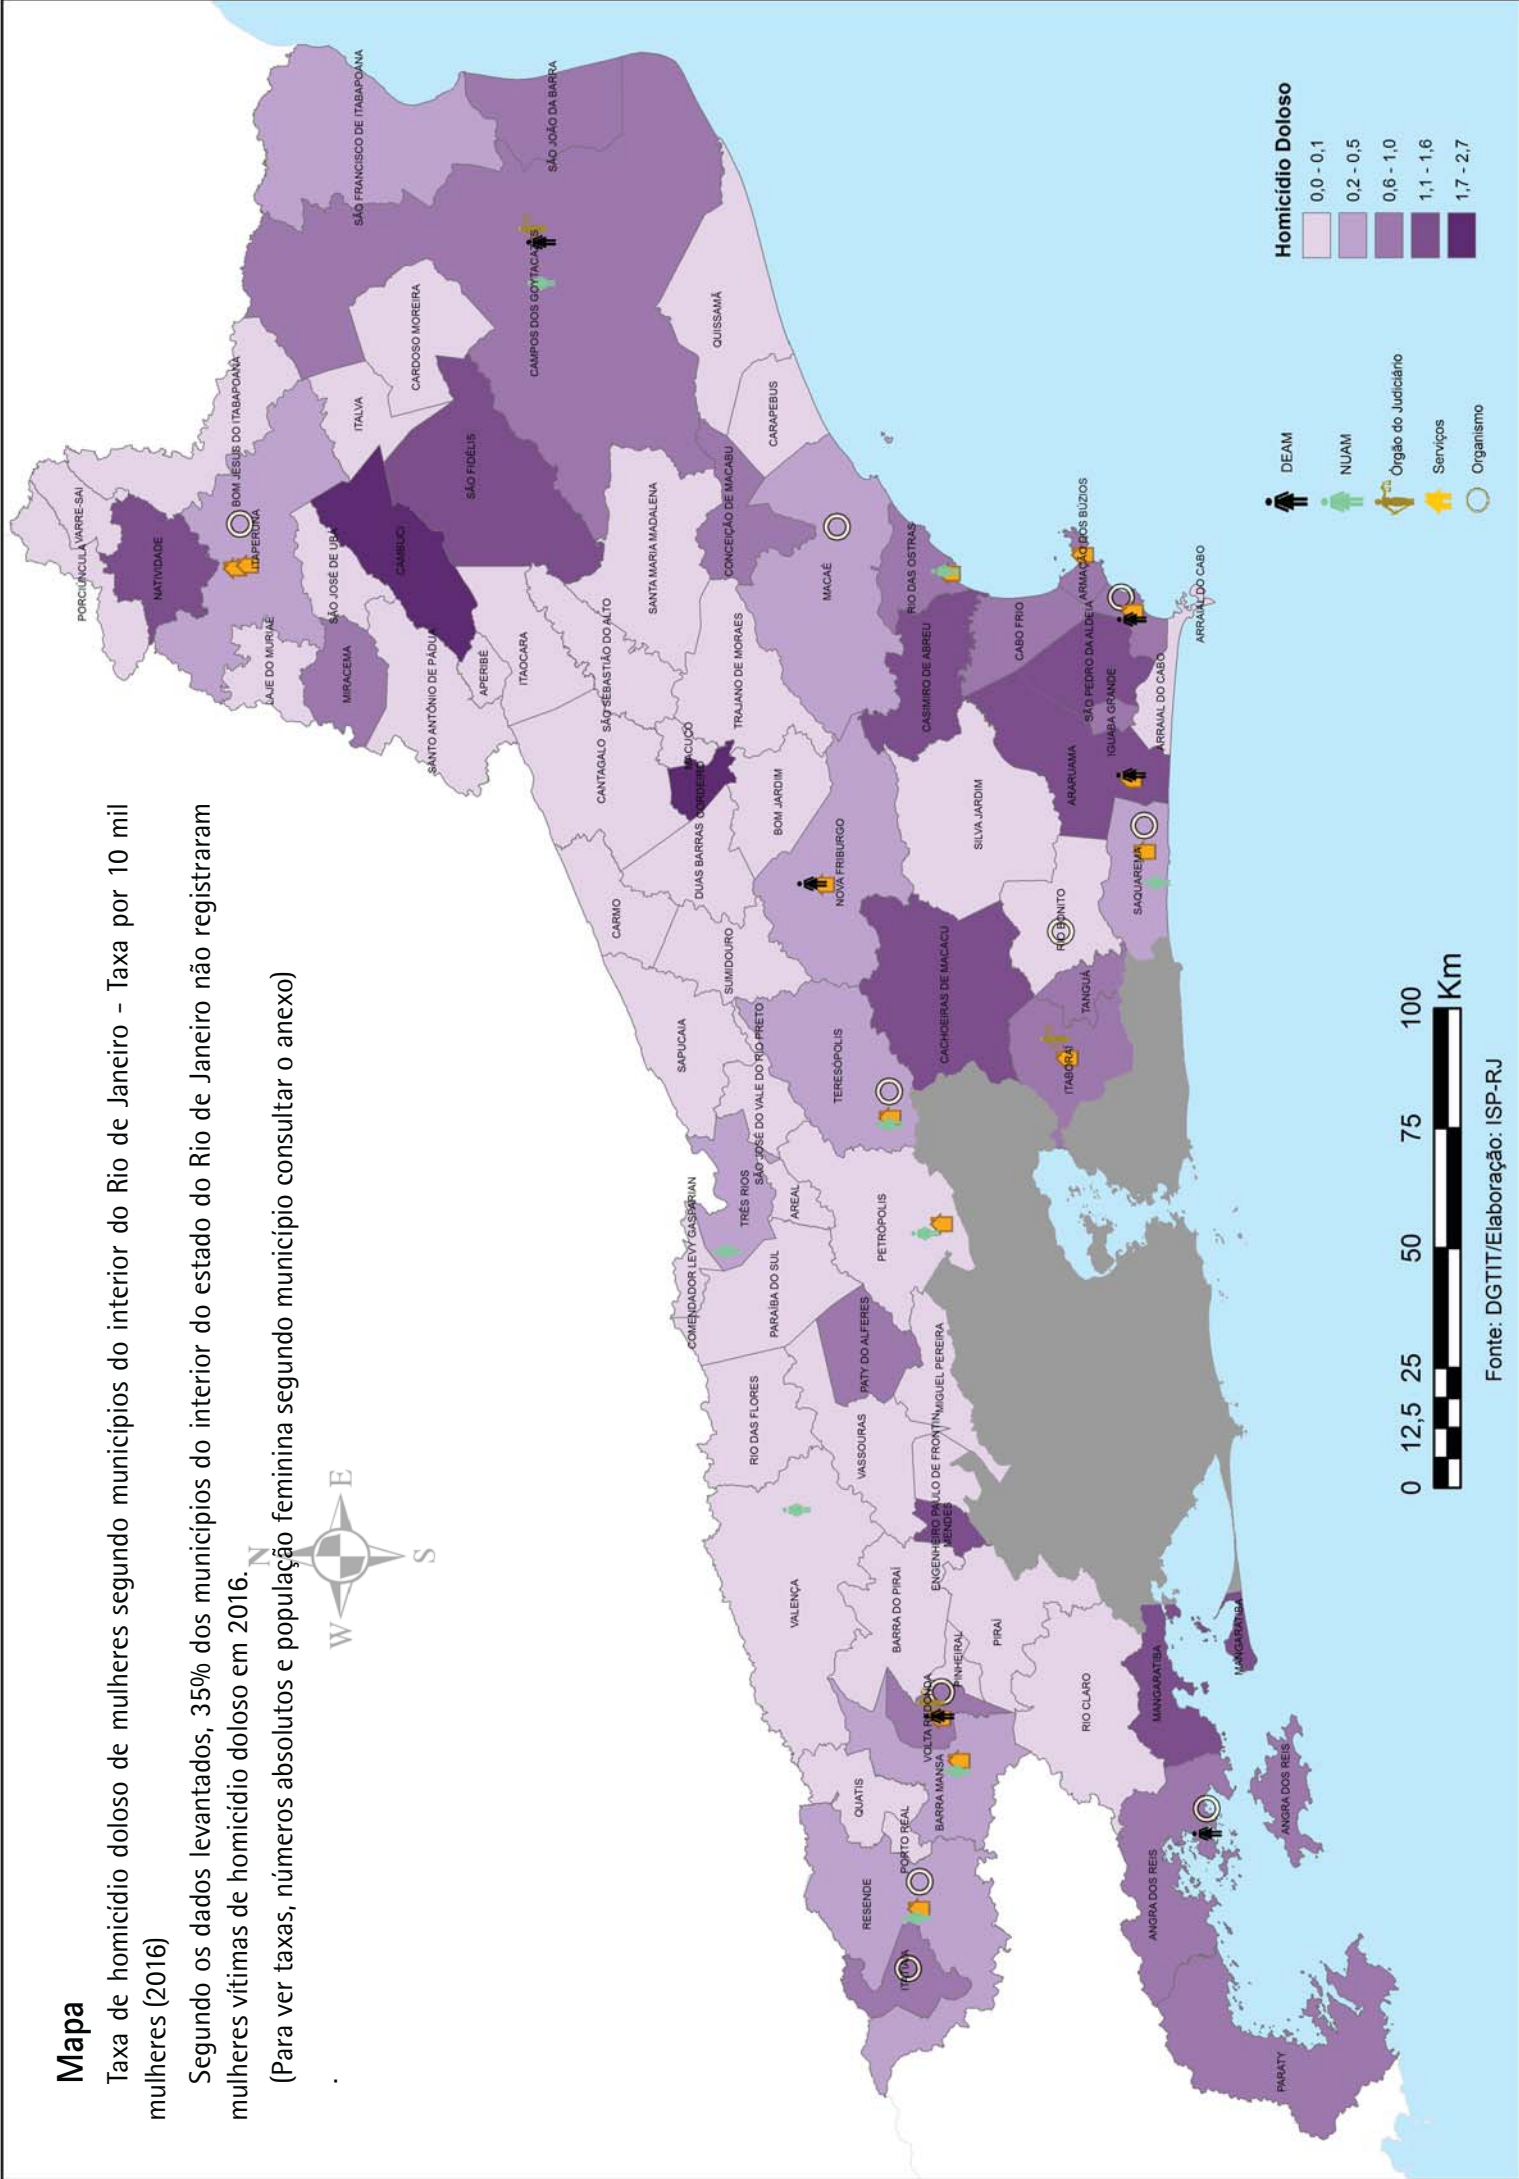 Mapa
Taxa de homicídio doloso de mulheres segundo municípios do interior do Rio de Janeiro - Taxa por 10 mil
mulheres (2016)
Segundo os dados levantados, 35% dos municípios do interior do estado do Rio de Janeiro não registraram
mulheres vítimas de homicídio doloso em 2016.
(Para ver taxas, números absolutos e população feminina segundo município consultar o anexo)
.
N
W
E
S
PORCIÚNCULA
VARRE-SAI
NATIVIDADE
BOM JESUS DO ITABAPOANA
ITAPERUNA
LAJE DO MURIAÉ
SÃO JOSÉ DE UBÁ
ITALVA
MIRACEMA
SÃO FRANCISCO DE ITABAPOANA
CAMBUCI
CARDOSO MOREIRA
SANTO ANTÔNIO DE PÁDUA
SÃO FIDÉLIS
APERIBÉ
ITAOCARA
CAMPOS DOS GOYTACAZES
SÃO JOÃO DA BARRA
CANTAGALO
SÃO SEBASTIÃO DO ALTO
SANTA MARIA MADALENA
CARMO
MACUCO
CORDEIRO
DUAS BARRAS
TRAJANO DE MORAES
CONCEIÇÃO DE MACABU
QUISSAMÃ
CARAPEBUS
SAPUCAIA
SUMIDOURO
BOM JARDIM
MACAÉ
COMENDADOR LEVY GASPARIAN
TRÊS RIOS
SÃO JOSÉ DO VALE DO RIO PRETO
AREAL
PARAÍBA DO SUL
RIO DAS FLORES
VALENÇA
TERESÓPOLIS
NOVA FRIBURGO
PETRÓPOLIS
PATY DO ALFERES
VASSOURAS
MIGUEL PEREIRA
ENGENHEIRO PAULO DE FRONTIN
MENDES
BARRA DO PIRAÍ
CACHOEIRAS DE MACACU
SILVA JARDIM
CASIMIRO DE ABREU
RIO DAS OSTRAS
CABO FRIO
ARMAÇÃO DOS BÚZIOS
SÃO PEDRO DA ALDEIA
IGUABA GRANDE
ARARUAMA
ARRAIAL DO CABO
ARRAIAL DO CABO
SAQUAREMA
RIO BONITO
TANGUÁ
ITABORAÍ
QUATIS
RESENDE
PORTO REAL
ITATIAIA
BARRA MANSA
VOLTA REDONDA
PINHEIRAL
PIRAÍ
RIO CLARO
MANGARATIBA
MANGARATIBA
ANGRA DOS REIS
ANGRA DOS REIS
PARATY
Homicídio Doloso
0,0 - 0,1
0,2 - 0,5
0,6 - 1,0
1,1 - 1,6
1,7 - 2,7
DEAM
NUAM
Órgão do Judiciário
Serviços
Organismo
0 12,5 25 50 75 100
Km
Fonte: DGTIT/Elaboração: ISP-RJ